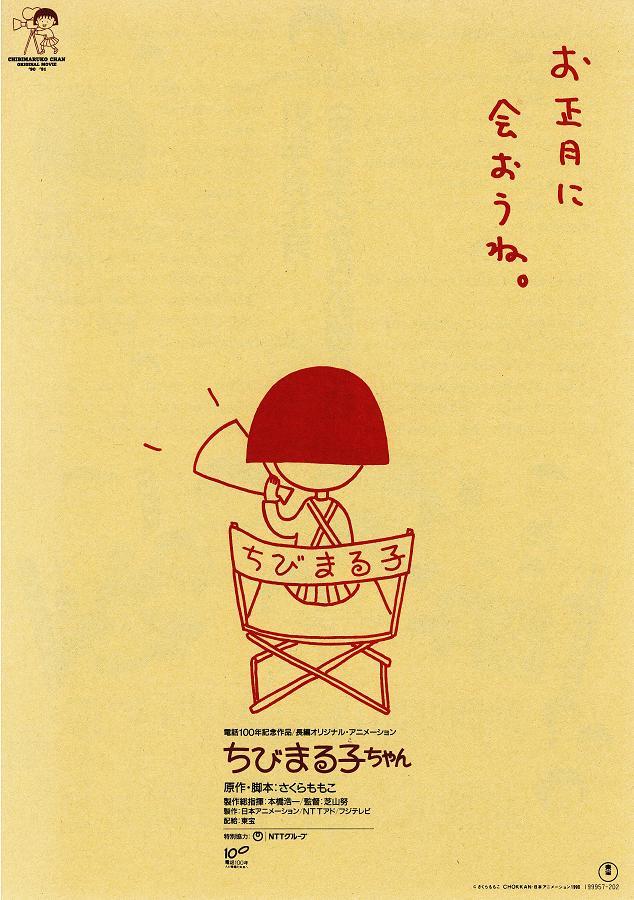 CHIBIMARUKO CHAN
ORIGINAL MOVIE
'90 - '91
お正月に
会おうね。
ちびまる子
電話100年記念作品/長編オリジナル・アニメーション
ちびまる子ちゃん
原作・脚本:さくらももこ
製作総指揮:本橋浩一/監督:芝山努
製作:日本アニメーション/NTTアド/フジテレビ
配給:東宝
特別協力: NTTグループ
100
電話100年
東宝
©さくらももこ CHOKKAN・日本アニメーション1990 199957-202